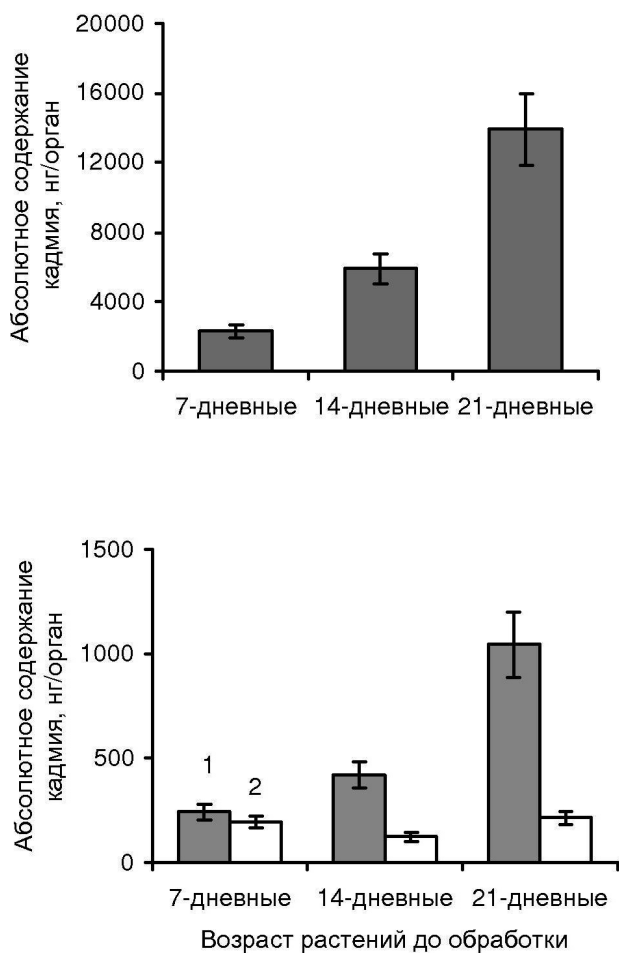 Абсолютное содержание
кадмия, нг/орган
20000
16000
12000
8000
4000
0
7-дневные 14-дневные 21-дневные
Абсолютное содержание
кадмия, нг/орган
1500
1000
500
0
1
2
7-дневные 14-дневные 21-дневные
Возраст растений до обработки